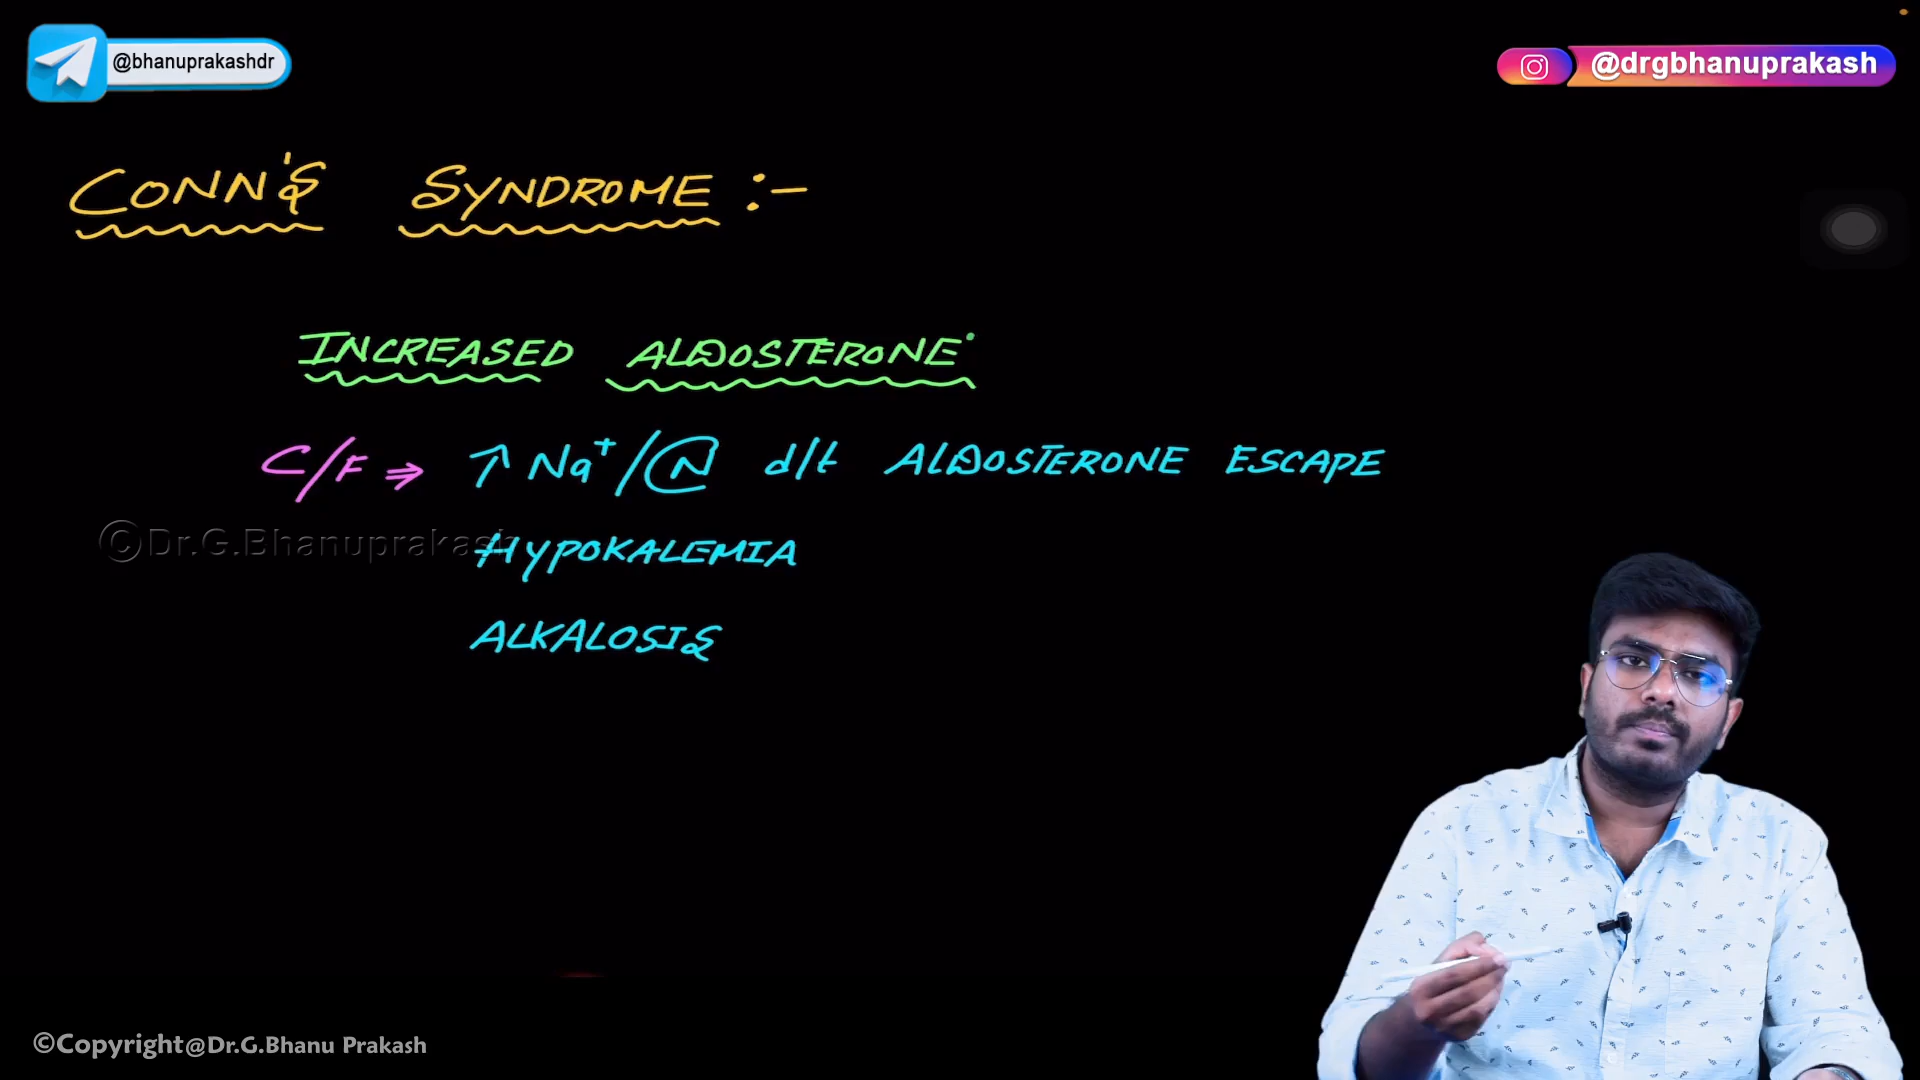 @bhanuprakashdr
@drgbhanuprakash
CONN'S SYNDROME :-
INCREASED ALDOSTERONE
C/F ⇒ ↑ Na⁺/Ⓝ d/t ALDOSTERONE ESCAPE
©Dr.G.Bhanuprakash
HYPOKALEMIA
ALKALOSIS
©Copyright@Dr.G.Bhanu Prakash